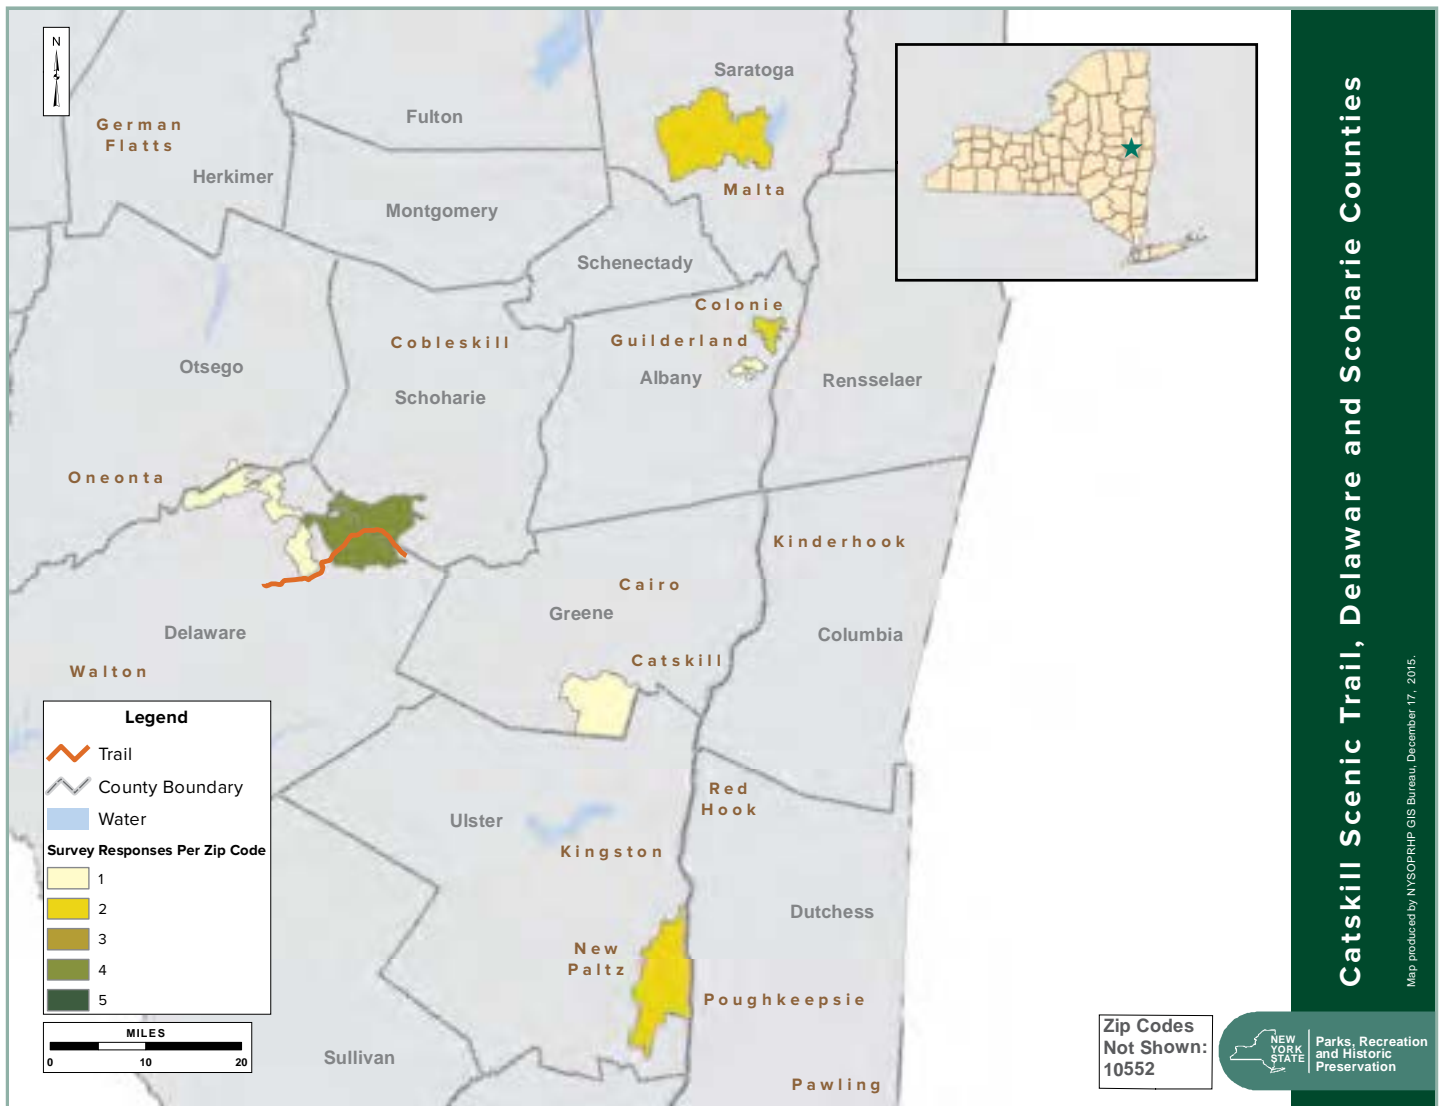 N
Saratoga
Fulton
German
Flatts
Herkimer
Malta
Montgomery
Schenectady
Colonie
Guilderland
Cobleskill
Otsego
Albany
Rensselaer
Schoharie
Oneonta
Kinderhook
Cairo
Greene
Delaware
Columbia
Catskill
Walton
Legend
Trail
County Boundary
Water
Survey Responses Per Zip Code
1
2
3
4
5
MILES
0 10 20
Red
Hook
Ulster
Kingston
Dutchess
New
Paltz
Poughkeepsie
Sullivan
Pawling
Zip Codes
Not Shown:
10552
Catskill Scenic Trail, Delaware and Scoharie Counties
Map produced by NYSOPRHP GIS Bureau, December 17, 2015.
NEW
YORK
STATE
Parks, Recreation
and Historic
Preservation